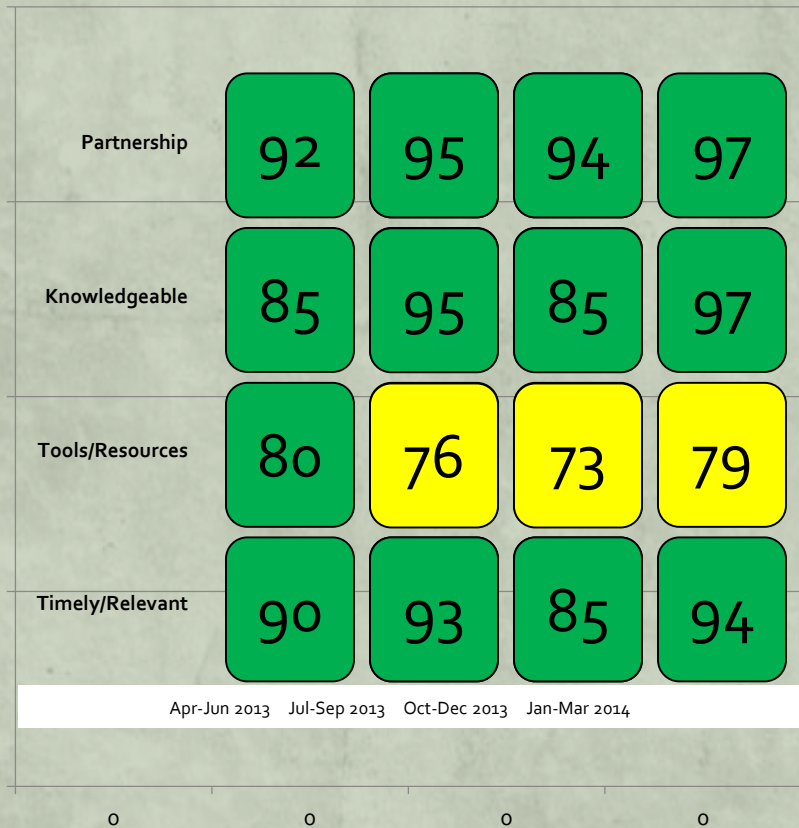 Partnership 92 95 94 97
Knowledgeable 85 95 85 97
Tools/Resources 80 76 73 79
Timely/Relevant 90 93 85 94
Apr-Jun 2013 Jul-Sep 2013 Oct-Dec 2013 Jan-Mar 2014
0 0 0 0